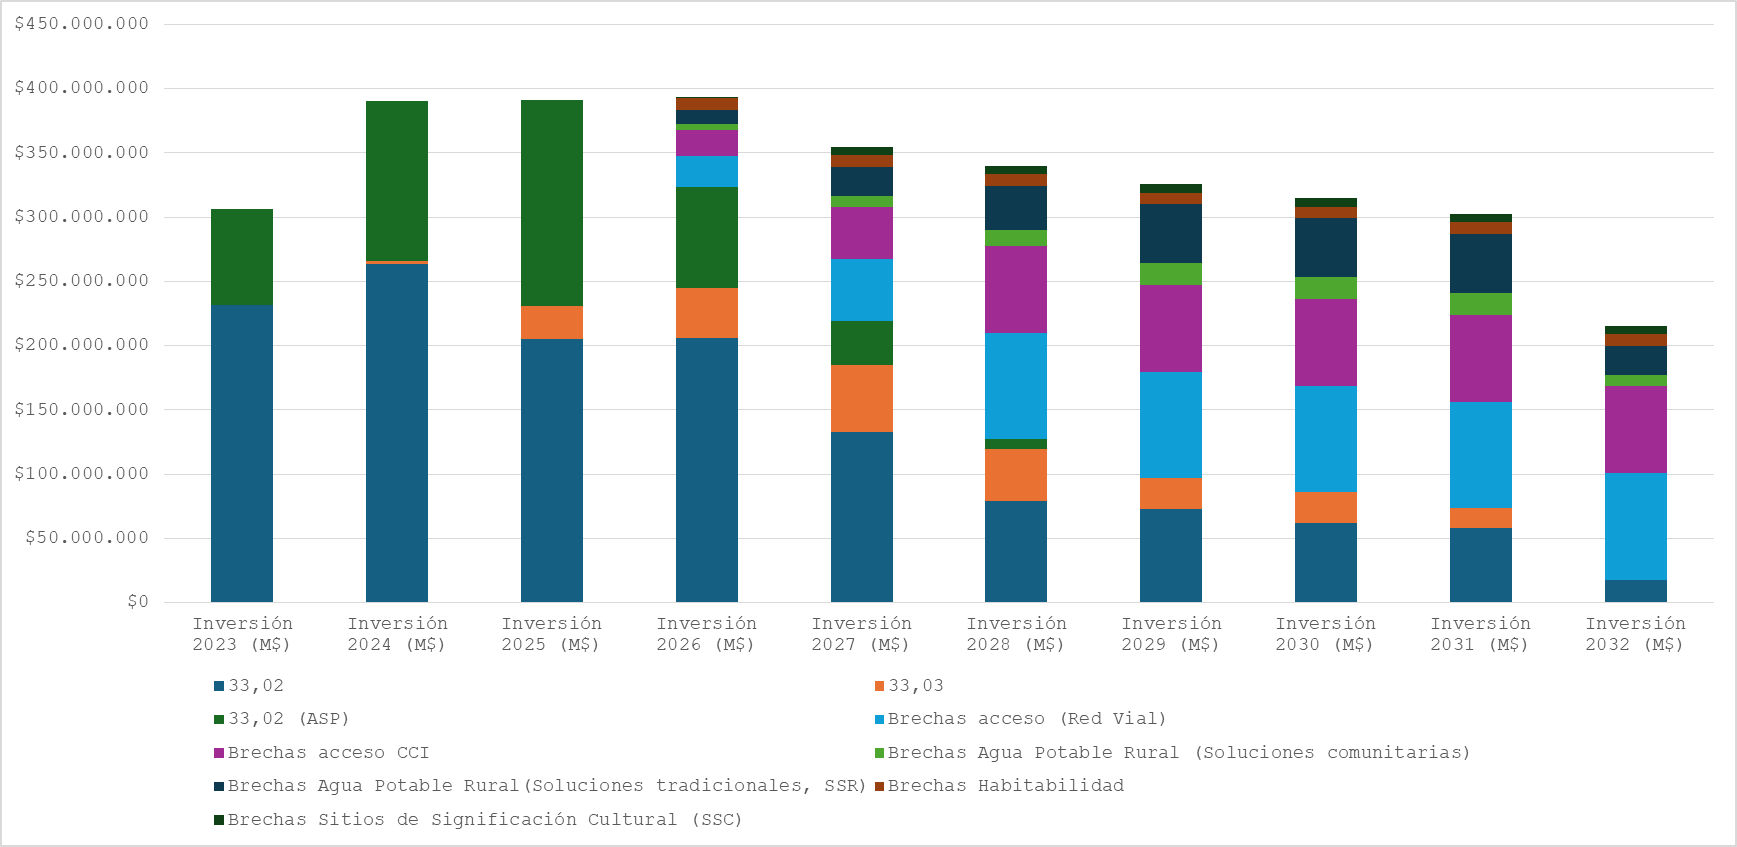 $450.000.000
$400.000.000
$350.000.000
$300.000.000
$250.000.000
$200.000.000
$150.000.000
$100.000.000
$50.000.000
$0
Inversión 2023 (M$)
Inversión 2024 (M$)
Inversión 2025 (M$)
Inversión 2026 (M$)
Inversión 2027 (M$)
Inversión 2028 (M$)
Inversión 2029 (M$)
Inversión 2030 (M$)
Inversión 2031 (M$)
Inversión 2032 (M$)
33,02
33,03
33,02 (ASP)
Brechas acceso (Red Vial)
Brechas acceso CCI
Brechas Agua Potable Rural (Soluciones comunitarias)
Brechas Agua Potable Rural(Soluciones tradicionales, SSR)
Brechas Habitabilidad
Brechas Sitios de Significación Cultural (SSC)